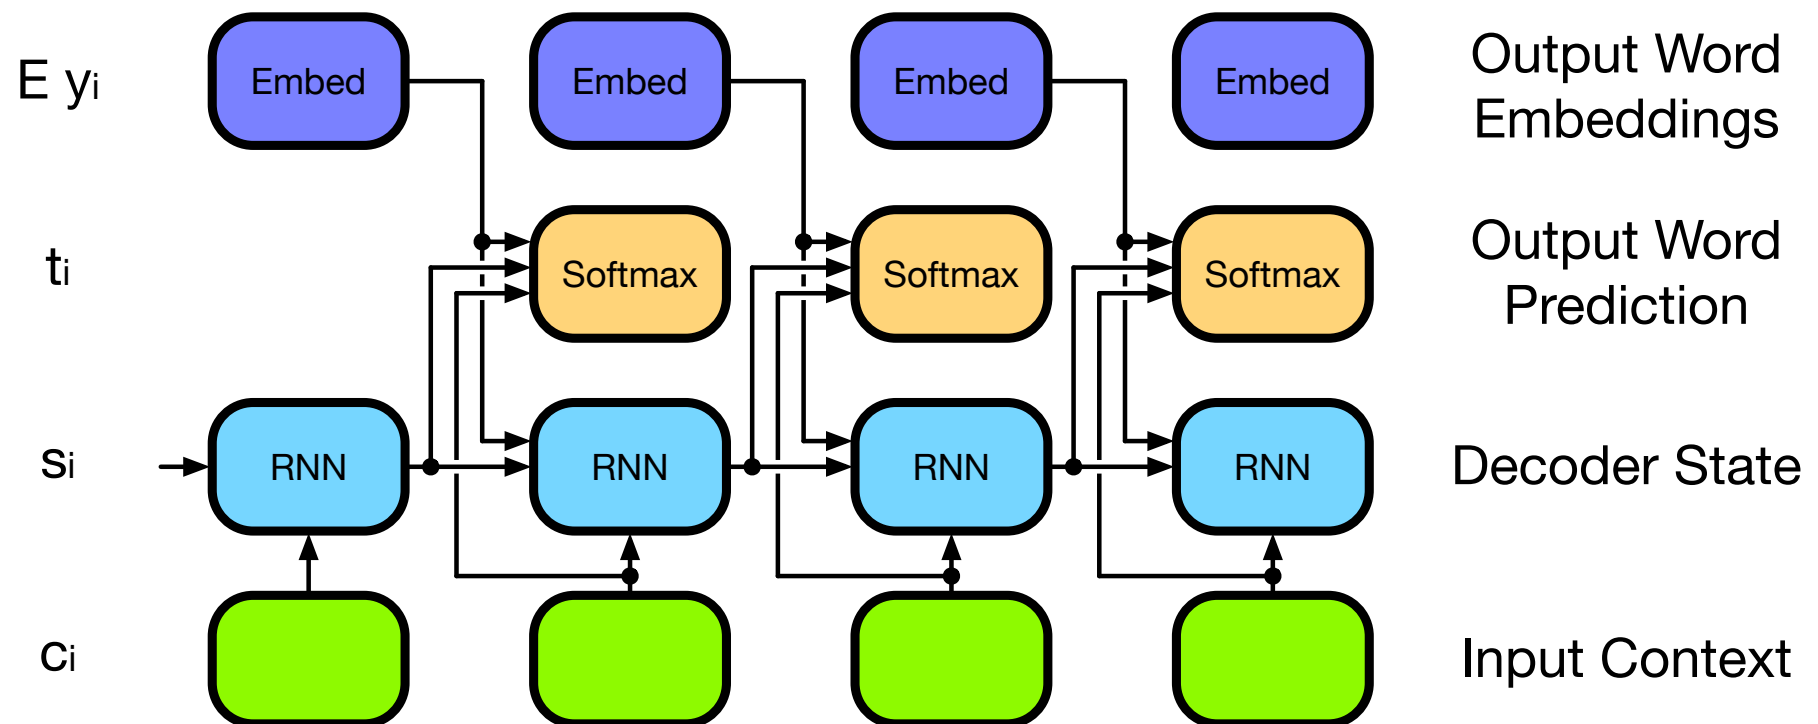 E yi
Embed
Embed
Embed
Embed
Output Word
Embeddings
ti
Softmax
Softmax
Softmax
Output Word
Prediction
si
RNN
RNN
RNN
RNN
Decoder State
ci
Input Context